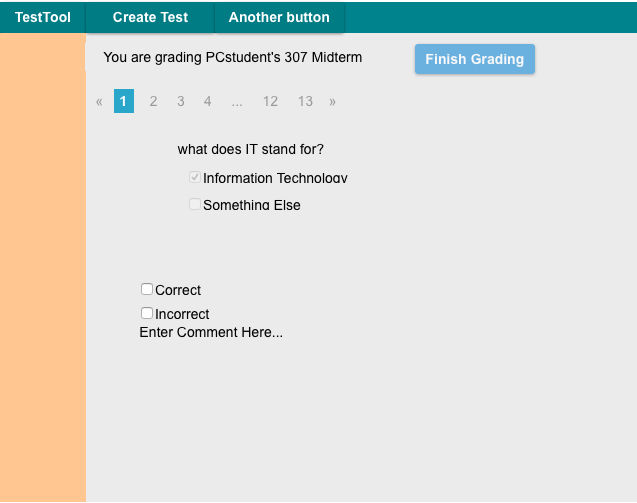 TestTool Create Test Another button
You are grading PCstudent's 307 Midterm Finish Grading
« 1 2 3 4 ... 12 13 »
what does IT stand for?
Information Technology
Something Else
Correct
Incorrect
Enter Comment Here...